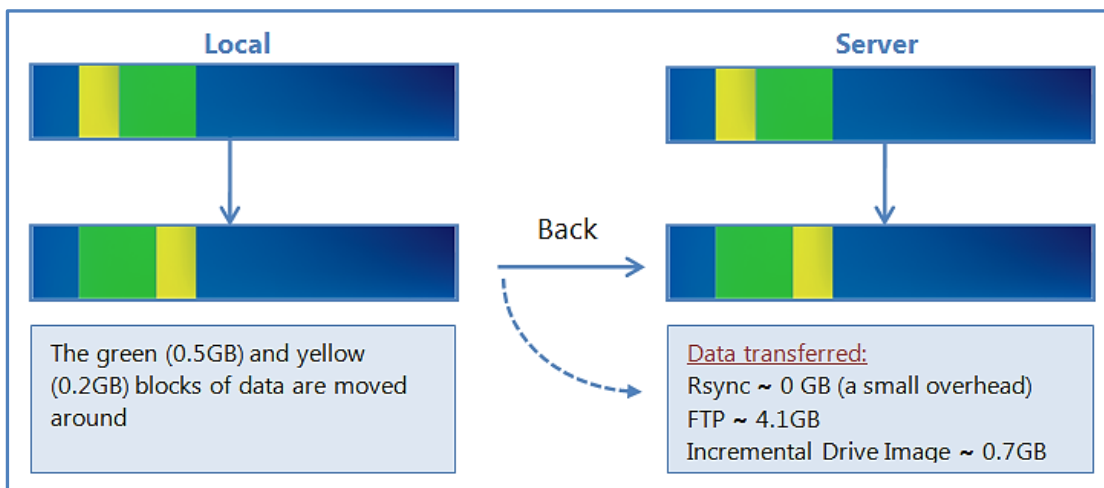 Local
Server
Back
The green (0.5GB) and yellow
(0.2GB) blocks of data are moved
around
Data transferred:
Rsync ~ 0 GB (a small overhead)
FTP ~ 4.1GB
Incremental Drive Image ~ 0.7GB